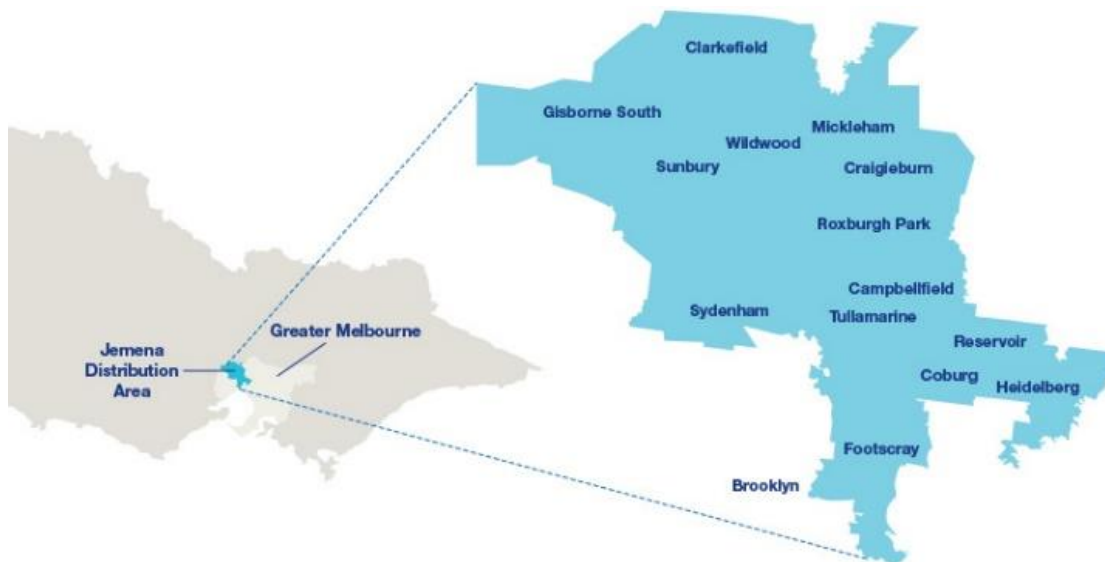 Clarkefield
Gisborne South
Mickleham
Wildwood
Sunbury
Craigieburn
Roxburgh Park
Campbellfield
Sydenham
Tullamarine
Greater Melbourne
Reservoir
Jemena
Distribution
Area
Coburg
Heidelberg
Footscray
Brooklyn